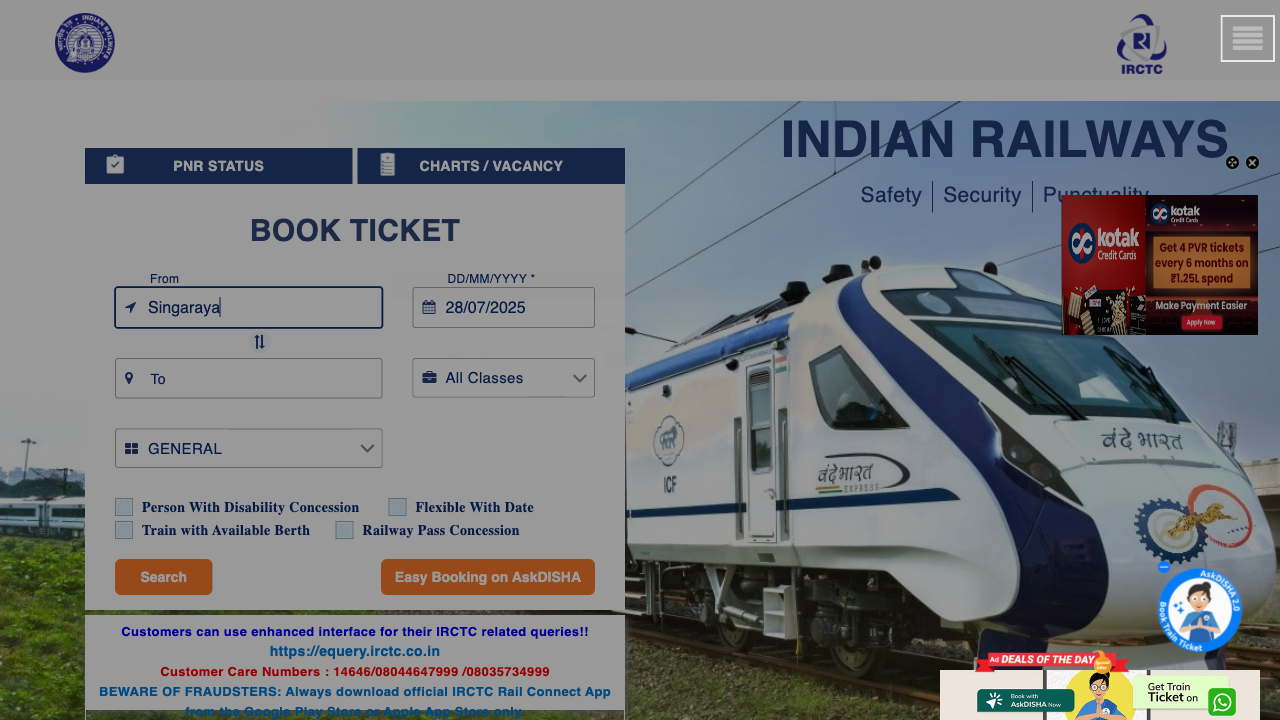 INDIAN RAILWAYS
IRCTC
INDIAN RAILWAYS
Safety | Security | Punctuality
PNR STATUS
CHARTS / VACANCY
BOOK TICKET
From
DD/MM/YYYY *
Singaraya
28/07/2025
To
All Classes
GENERAL
Person With Disability Concession
Flexible With Date
Train with Available Berth
Railway Pass Concession
Search
Easy Booking on AskDISHA
Customers can use enhanced interface for their IRCTC related queries!!
https://equery.irctc.co.in
Customer Care Numbers : 14646/08044647999 /08035734999
BEWARE OF FRAUDSTERS: Always download official IRCTC Rail Connect App
from the Google Play Store or Apple App Store only.
kotak
Credit Cards
kotak
Credit Cards
Get 4 PVR tickets
every 6 months on
₹1.25L spend
Make Payment Easier
Apply Now
ICF
वंदे भारत
EXPRESS
वंदे भारत
AskDISHA 2.0
Book Train Ticket
Ad DEALS OF THE DAY
Book with
AskDISHA Now
Get Train
Ticket on